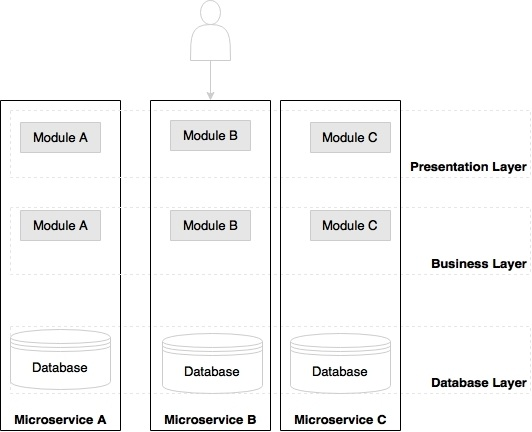 Module A
Module B
Module C
Presentation Layer
Module A
Module B
Module C
Business Layer
Database
Database
Database
Database Layer
Microservice A
Microservice B
Microservice C